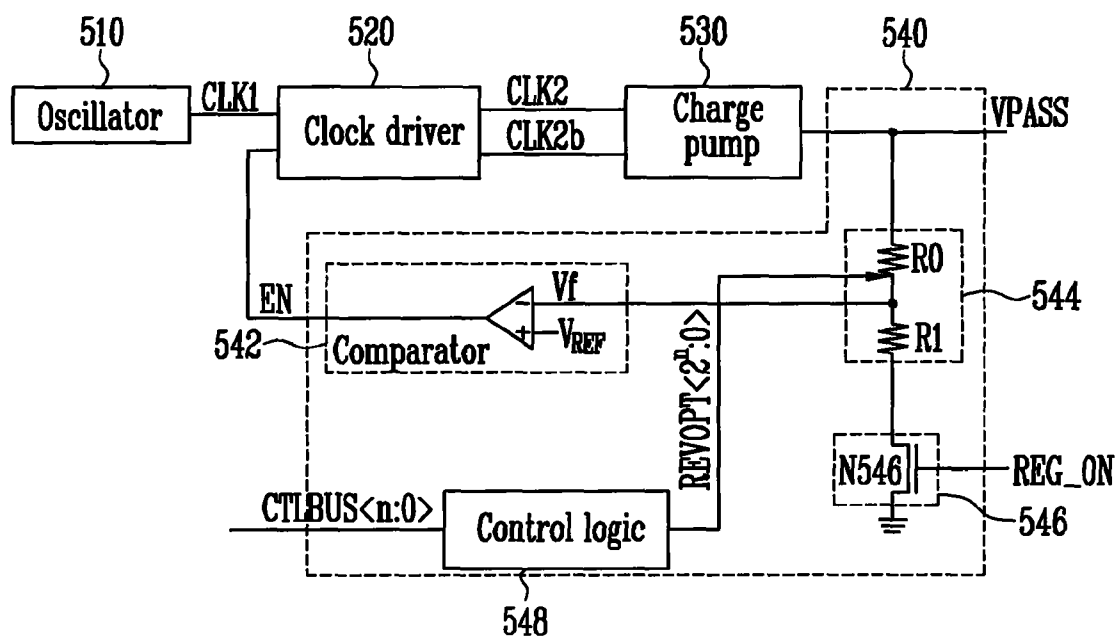 510
520
530
540
Oscillator
CLK1
Clock driver
CLK2
CLK2b
Charge pump
VPASS
R0
544
EN
Vf
VREF
542
Comparator
R1
REVOPT<2^n:0>
N546
REG_ON
546
CTLBUS<n:0>
Control logic
548